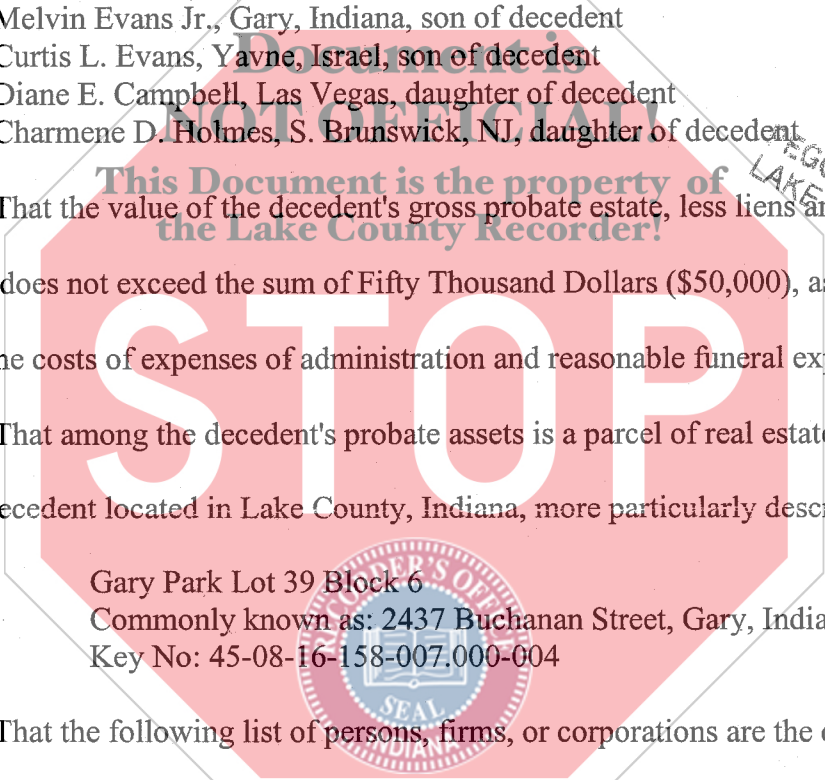 Melvin Evans Jr., Gary, Indiana, son of decedent
Curtis L. Evans, Yavne, Israel, son of decedent
Document is
Diane E. Campbell, Las Vegas, daughter of decedent
NOT OFFICIAL!
Charmene D. Holmes, S. Brunswick, NJ, daughter of decedent
This Document is the property of
LAKE
That the value of the decedent's gross probate estate, less liens
the Lake County Recorder!
does not exceed the sum of Fifty Thousand Dollars ($50,000),
STOP
costs of expenses of administration and reasonable funeral
That among the decedent's probate assets is a parcel of real estate
located in Lake County, Indiana, more particularly
Gary Park Lot 39 Block 6
Commonly known as: 2437 Buchanan Street, Gary,
Key No: 45-08-16-158-007.000-004
RECORDER'S OFFICE
SEAL
INDIANA
That the following list of persons, firms, or corporations are the